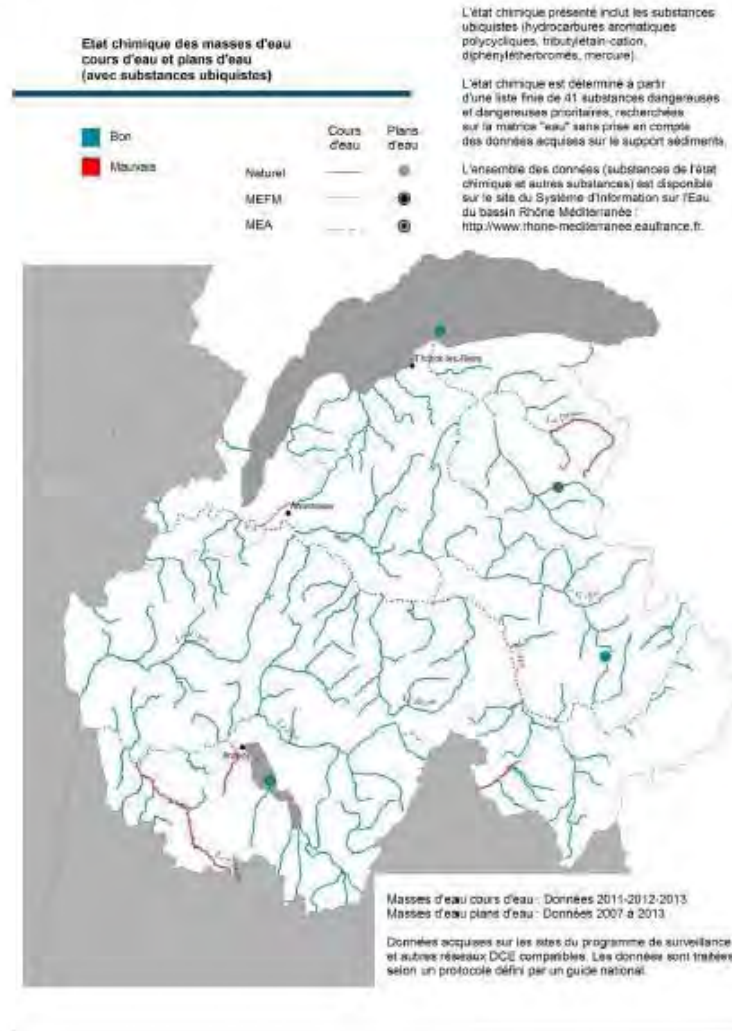 Etat chimique des masses d'eau
cours d'eau et plans d'eau
(avec substances ubiquistes)
Bon
Mauvais
Cours d'eau
Plans d'eau
Naturel
MEFM
MEA
L'état chimique présenté inclut les substances
ubiquistes (hydrocarbures aromatiques
polycycliques, tributylétain-cation,
diphényletherbromés, mercure).
L'état chimique est déterminé à partir
d'une liste finie de 41 substances dangereuses
et dangereuses prioritaires, recherchées
sur la matrice "eau" sans prise en compte
des données acquises sur le support sédiments.
L'ensemble des données (substances de l'état
chimique et autres substances) est disponible
sur le site du Système d'Information sur l'Eau
du bassin Rhône Méditerranée :
http://www.rhone-mediterranee.eaufrance.fr.
Thonon-les-Bains
Annemasse
Annecy
Masses d'eau cours d'eau : Données 2011-2012-2013
Masses d'eau plans d'eau : Données 2007 à 2013
Données acquises sur les sites du programme de surveillance
et autres réseaux DCE compatibles. Les données sont traitées
selon un protocole défini par un guide national.